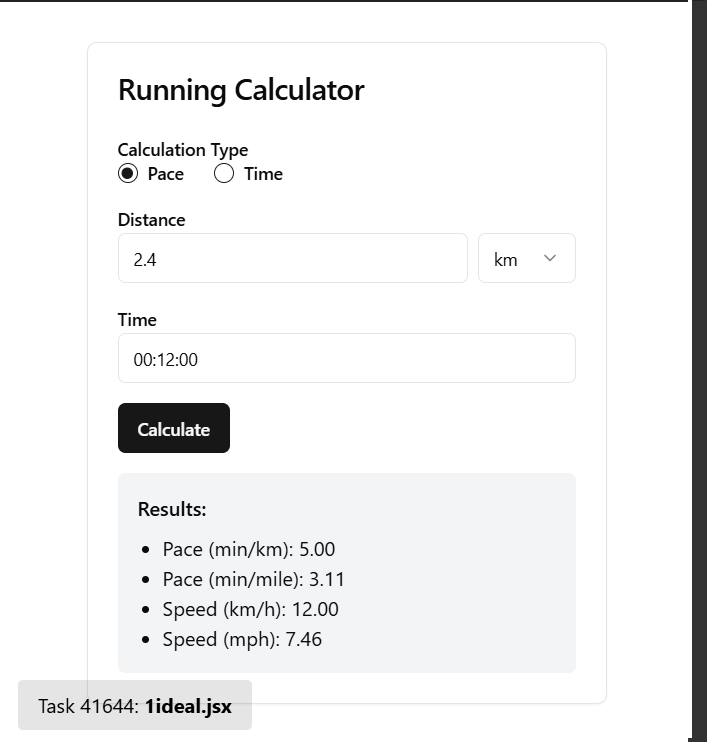 Running Calculator
Calculation Type
Pace Time
Distance
2.4 km
Time
00:12:00
Calculate
Results:
Pace (min/km): 5.00
Pace (min/mile): 3.11
Speed (km/h): 12.00
Speed (mph): 7.46
Task 41644: 1ideal.jsx